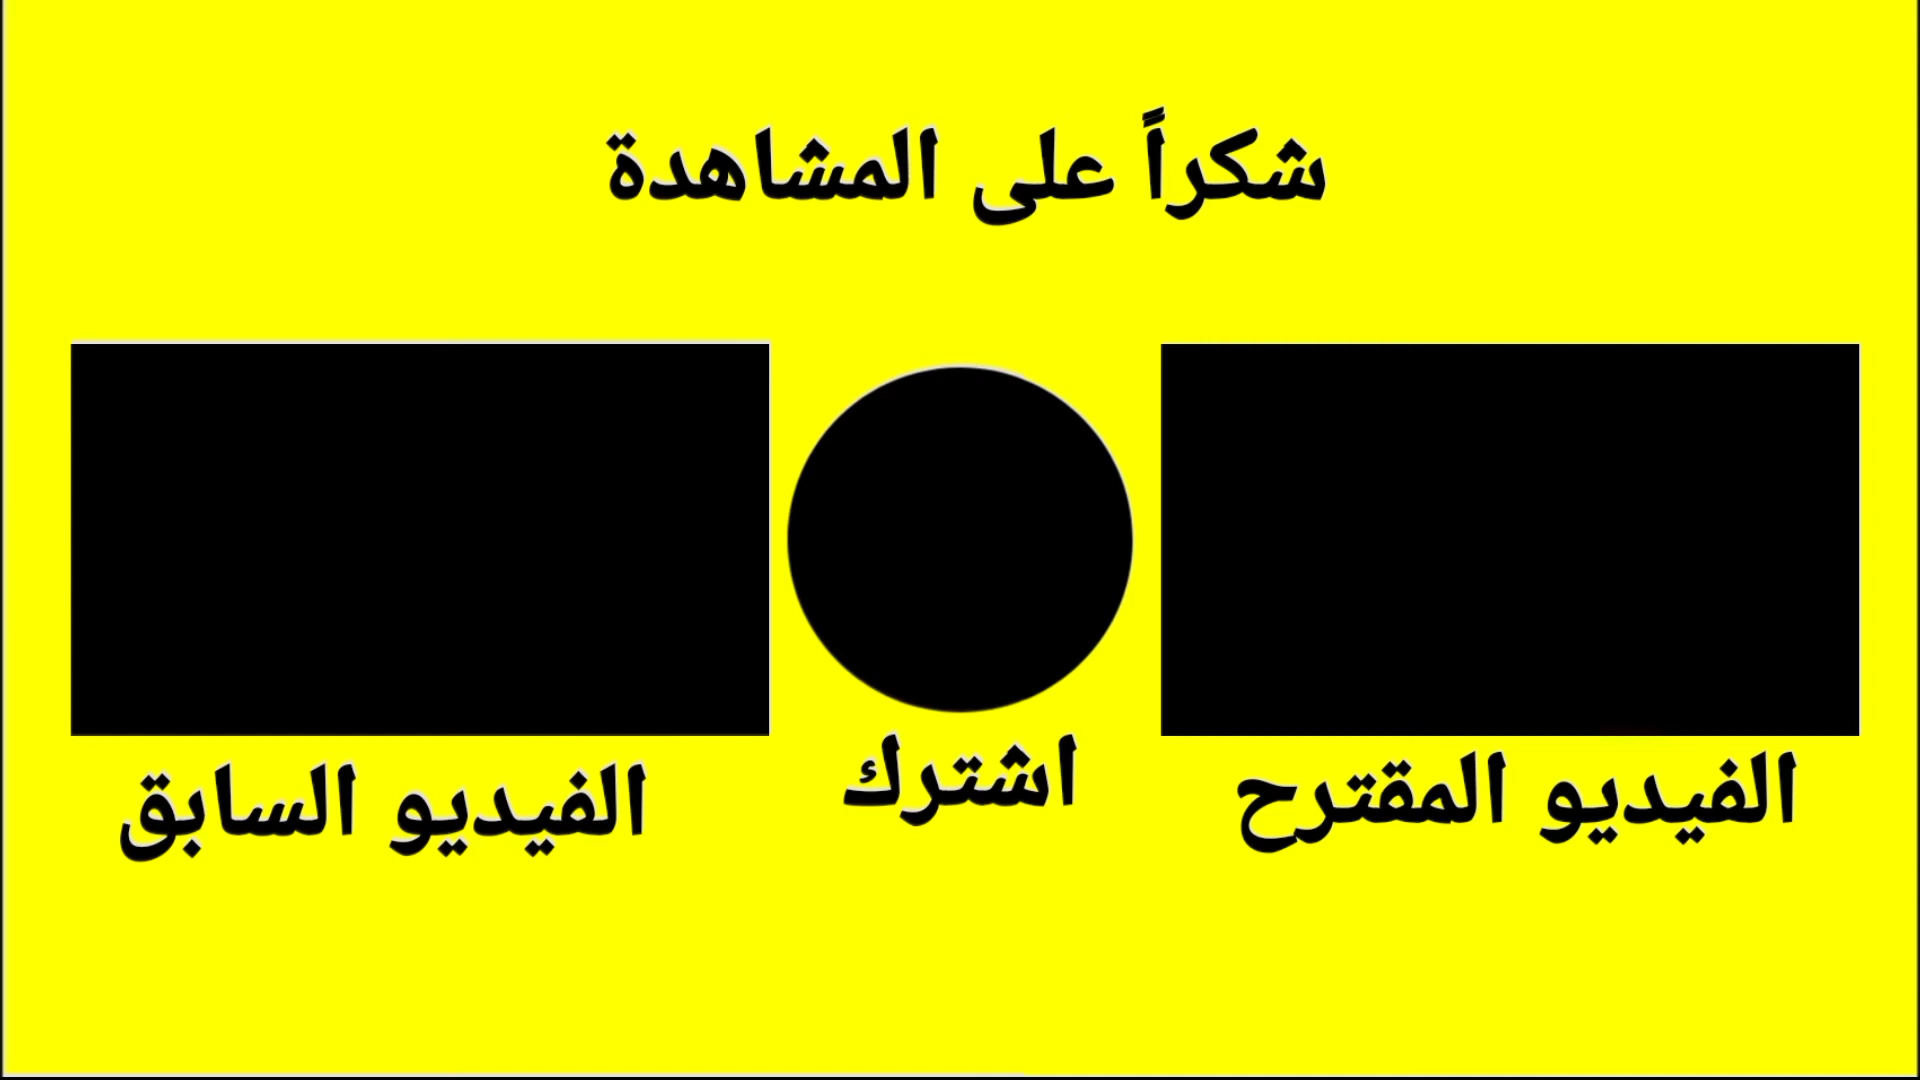 شكراً على المشاهدة
الفيديو المقترح
اشترك
الفيديو السابق